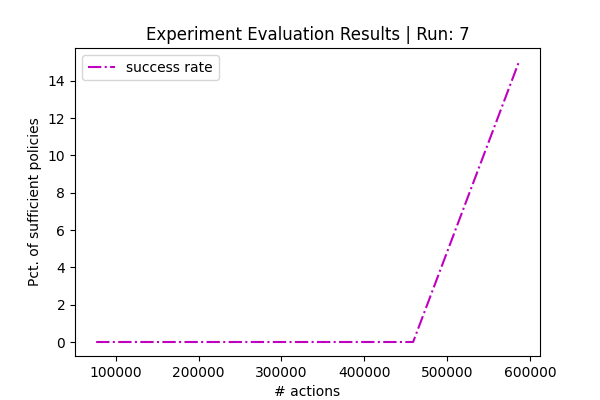 Experiment Evaluation Results | Run: 7
success rate
Pct. of sufficient policies
14
12
10
8
6
4
2
0
100000 200000 300000 400000 500000 600000
# actions